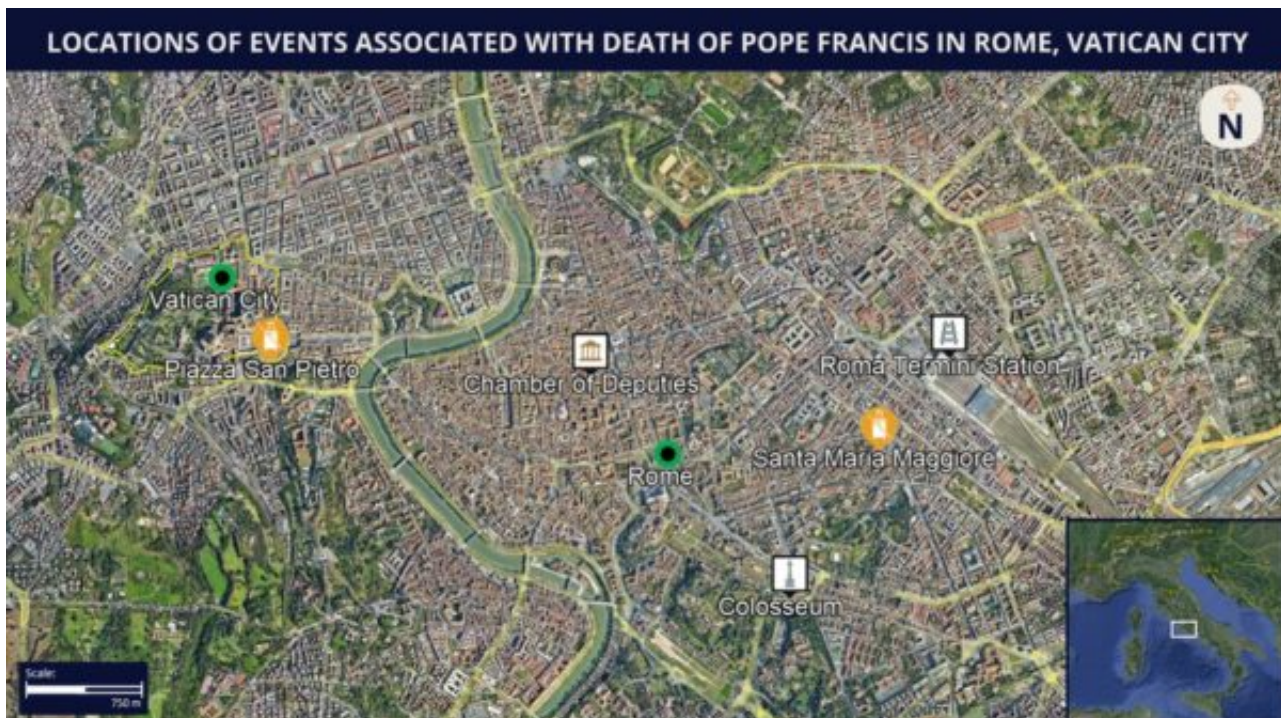 LOCATIONS OF EVENTS ASSOCIATED WITH DEATH OF POPE FRANCIS IN ROME, VATICAN CITY
N
Vatican City
Piazza San Pietro
Chamber of Deputies
Roma Termini Station
Santa Maria Maggiore
Rome
Colosseum
Scale:
750 m